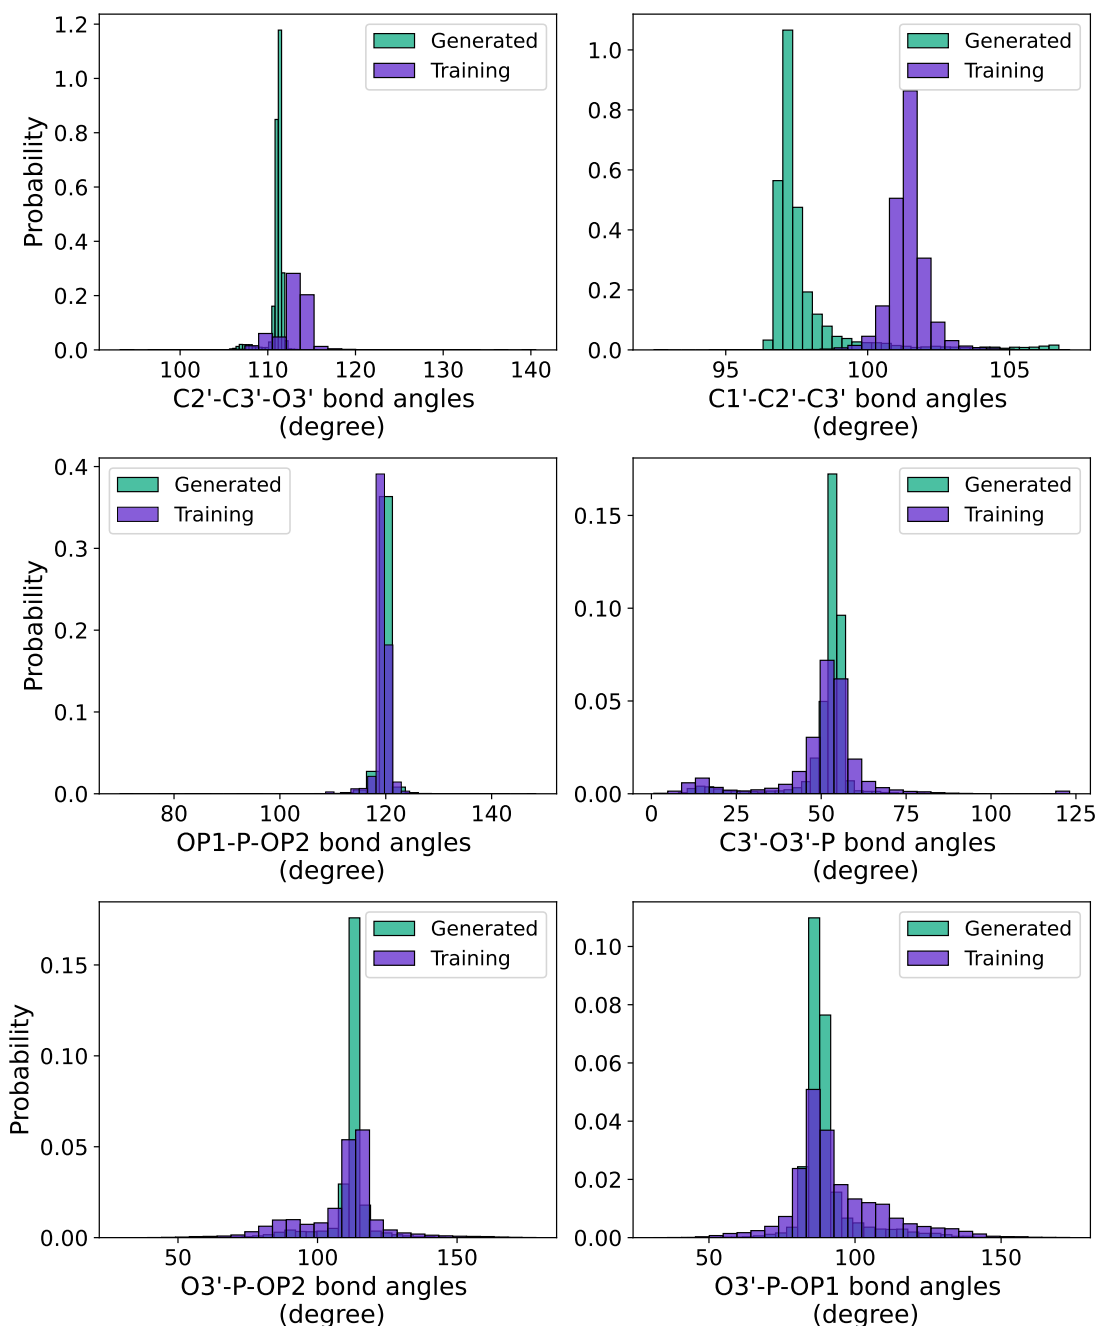 Generated
Training
Probability
1.2
1.0
0.8
0.6
0.4
0.2
0.0
100
110
120
130
140
C2'-C3'-O3' bond angles
(degree)
Generated
Training
1.0
0.8
0.6
0.4
0.2
0.0
95
100
105
C1'-C2'-C3' bond angles
(degree)
Generated
Training
Probability
0.4
0.3
0.2
0.1
0.0
80
100
120
140
OP1-P-OP2 bond angles
(degree)
Generated
Training
0.15
0.10
0.05
0.00
0
25
50
75
100
125
C3'-O3'-P bond angles
(degree)
Generated
Training
Probability
0.15
0.10
0.05
0.00
50
100
150
O3'-P-OP2 bond angles
(degree)
Generated
Training
0.10
0.08
0.06
0.04
0.02
0.00
50
100
150
O3'-P-OP1 bond angles
(degree)